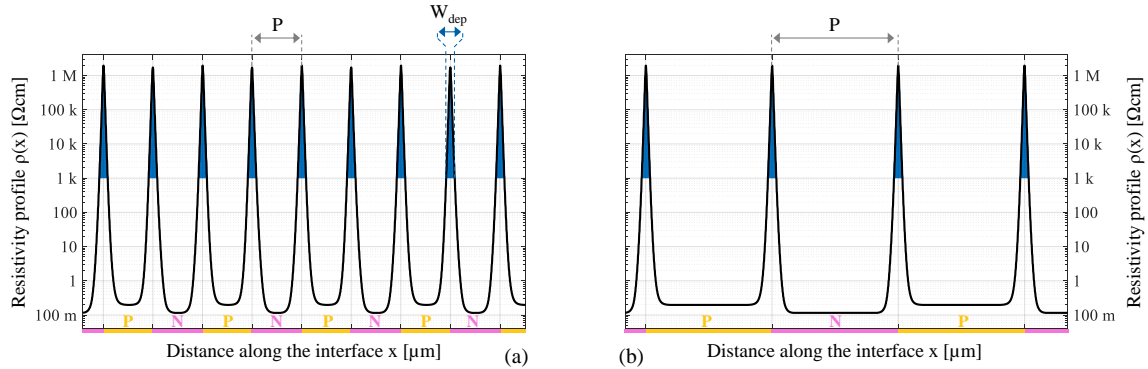 W_dep
P
P
1 M
100 k
10 k
1 k
100
10
1
100 m
Resistivity profile ρ(x) [Ωcm]
P N P N P N P N
Distance along the interface x [µm]
(a)
1 M
100 k
10 k
1 k
100
10
1
100 m
Resistivity profile ρ(x) [Ωcm]
P N P
(b)
Distance along the interface x [µm]